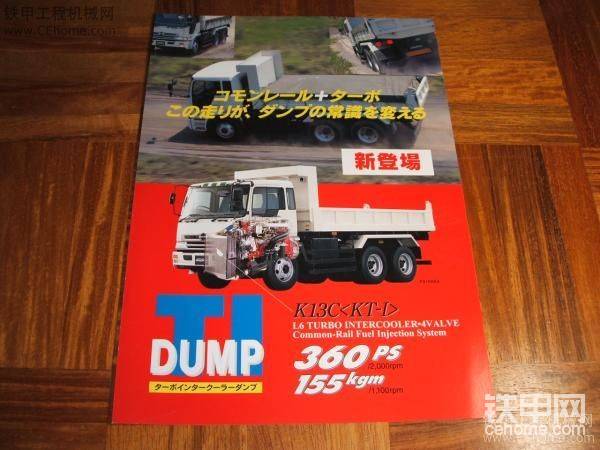 铁甲工程机械网
www.CEhome.com
コモンレール+ターボ
この走りが、ダンプの常識を変える
新登場
K13C<KT-I>
L6 TURBO INTERCOOLER•4VALVE
Common-Rail Fuel Injection System
TI
DUMP
ターボインタークーラーダンプ
360PS
/2,000rpm
155kgm
/1,100rpm
铁甲网
cehome.com